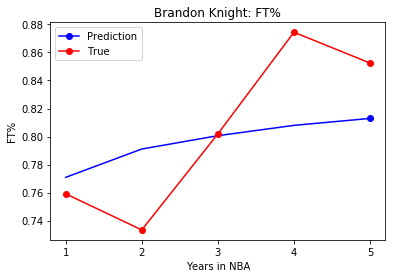 Brandon Knight: FT%
Prediction
True
FT%
0.88
0.86
0.84
0.82
0.80
0.78
0.76
0.74
1 2 3 4 5
Years in NBA